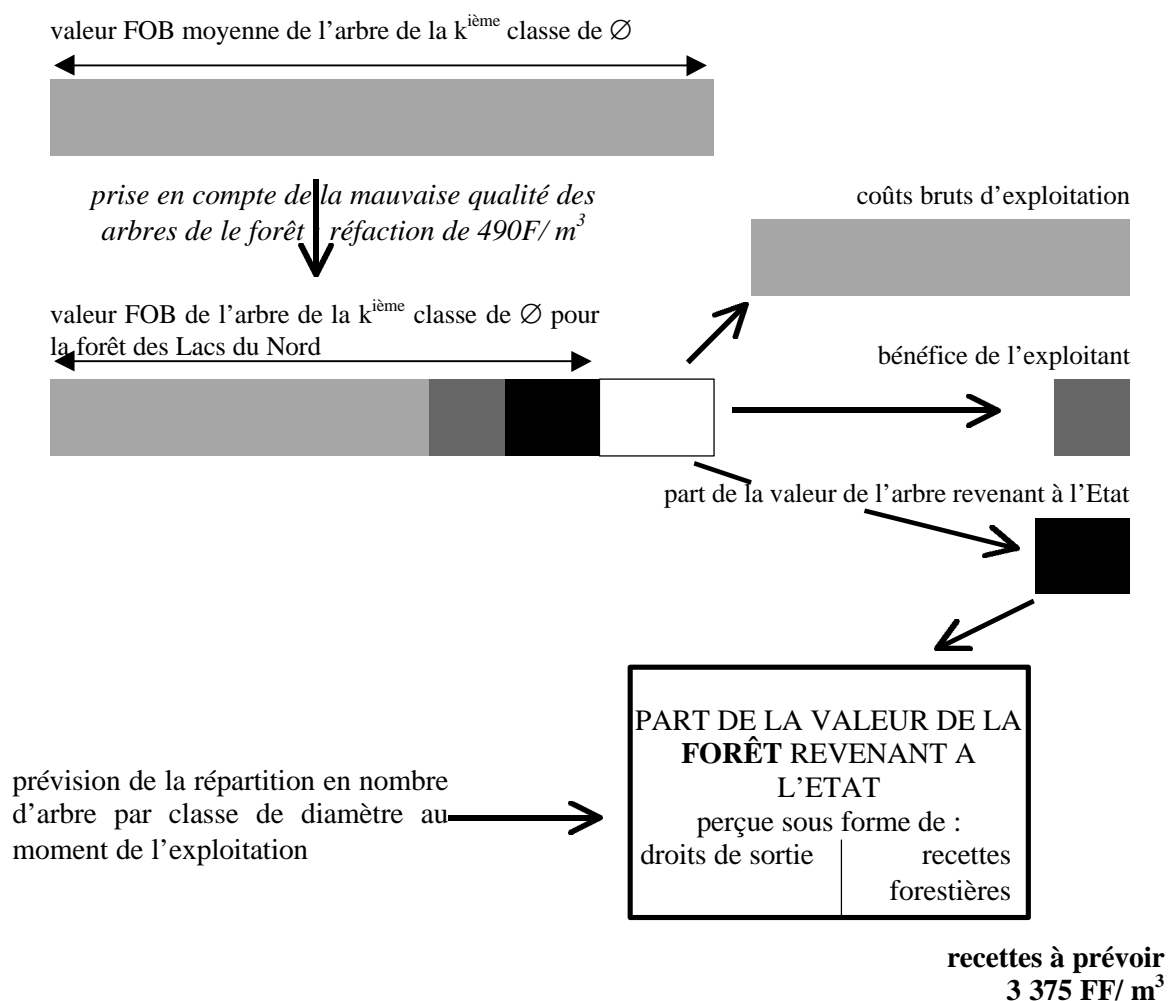 valeur FOB moyenne de l’arbre de la k^ième classe de ∅
prise en compte de la mauvaise qualité des
arbres de le forêt : réfaction de 490F/ m³
coûts bruts d’exploitation
valeur FOB de l’arbre de la k^ième classe de ∅ pour
la forêt des Lacs du Nord
bénéfice de l’exploitant
part de la valeur de l’arbre revenant à l’Etat
PART DE LA VALEUR DE LA
FORÊT REVENANT A
L’ETAT
perçue sous forme de :
droits de sortie
recettes
forestières
prévision de la répartition en nombre
d’arbre par classe de diamètre au
moment de l’exploitation
recettes à prévoir
3 375 FF/ m³